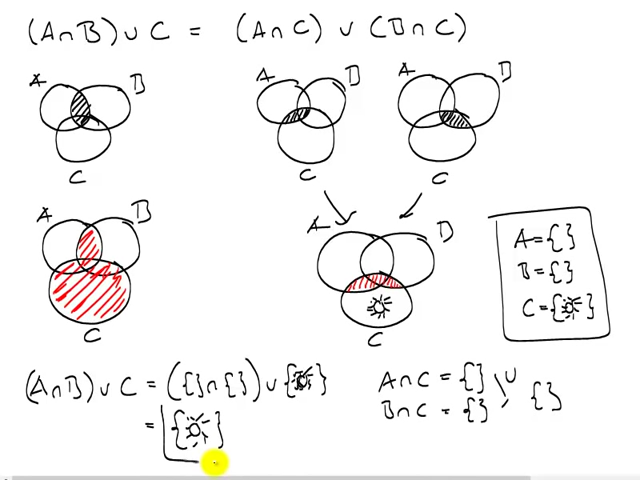 (A∩B) ∪ C = (A∩C) ∪ (B∩C)
A B C
A B C
A B C
A B C
A B C
A = { }
B = { }
C = {☼}
(A∩B) ∪ C = ({ } ∩ { }) ∪ {☼}
= {☼}
A∩C = { }
B∩C = { }
∪ { }